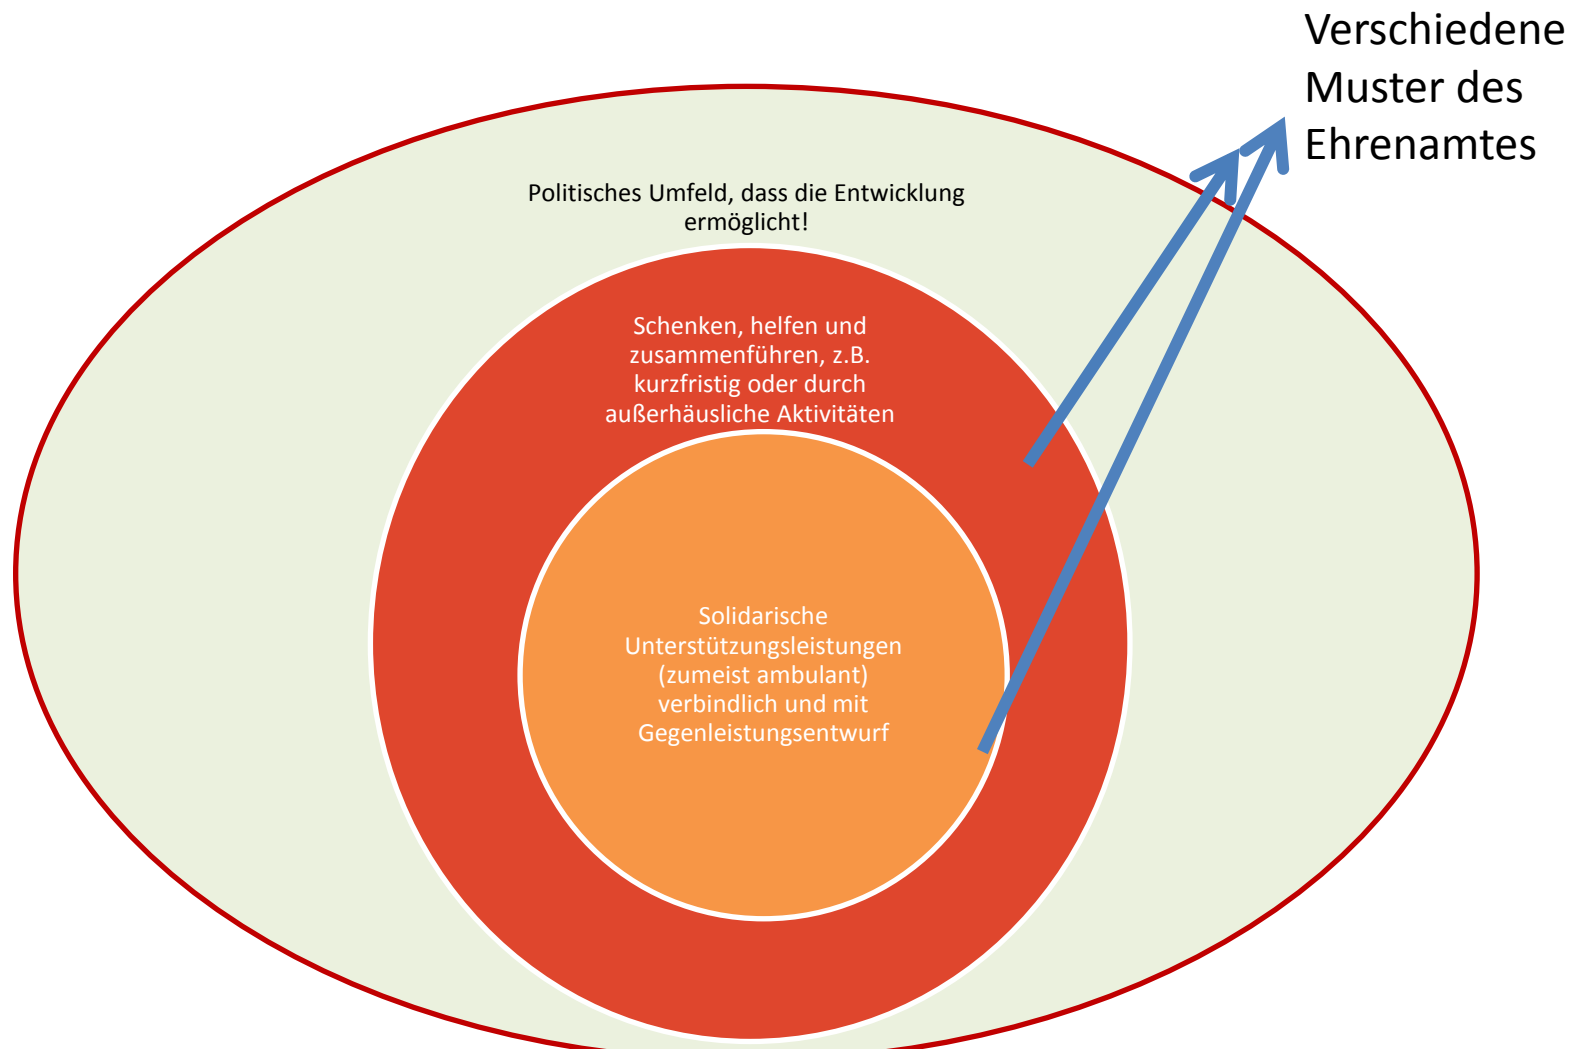 Verschiedene
Muster des
Ehrenamtes
Politisches Umfeld, dass die Entwicklung
ermöglicht!
Schenken, helfen und
zusammenführen, z.B.
kurzfristig oder durch
außerhäusliche Aktivitäten
Solidarische
Unterstützungsleistungen
(zumeist ambulant)
verbindlich und mit
Gegenleistungsentwurf